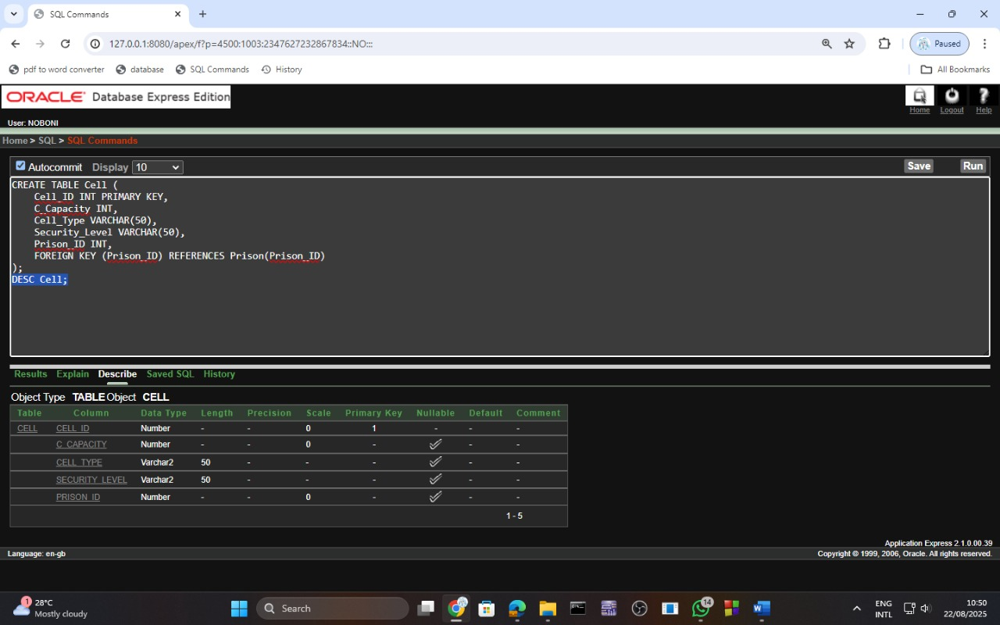 SQL Commands
127.0.0.1:8080/apex/f?p=4500:1003:2347627232867834::NO:::
Paused
pdf to word converter database SQL Commands History All Bookmarks
ORACLE Database Express Edition
Home Logout Help
User: NOBONI
Home > SQL > SQL Commands
Autocommit Display 10 Save Run
CREATE TABLE Cell (
Cell_ID INT PRIMARY KEY,
C_Capacity INT,
Cell_Type VARCHAR(50),
Security_Level VARCHAR(50),
Prison_ID INT,
FOREIGN KEY (Prison_ID) REFERENCES Prison(Prison_ID)
);
DESC Cell;
Results Explain Describe Saved SQL History
Object Type TABLE Object CELL
Table Column Data Type Length Precision Scale Primary Key Nullable Default Comment
CELL CELL_ID Number - - 0 1 - - -
C_CAPACITY Number - - 0 - - -
CELL_TYPE Varchar2 50 - - - - -
SECURITY_LEVEL Varchar2 50 - - - - -
PRISON_ID Number - - 0 - - -
1 - 5
Application Express 2.1.0.00.39
Language: en-gb Copyright © 1999, 2006, Oracle. All rights reserved.
1 28°C
Mostly cloudy
Search
14
ENG
INTL
10:50
22/08/2025